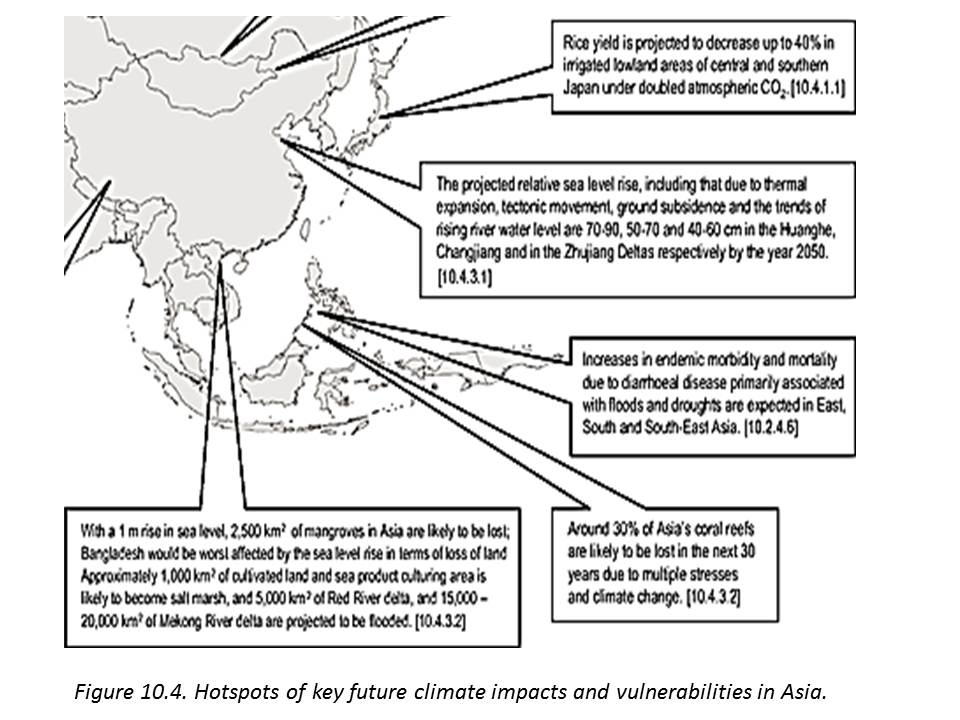 Rice yield is projected to decrease up to 40% in
irrigated lowland areas of central and southern
Japan under doubled atmospheric CO₂.[10.4.1.1]
The projected relative sea level rise, including that due to thermal
expansion, tectonic movement, ground subsidence and the trends of
rising river water level are 70-90, 50-70 and 40-60 cm in the Huanghe,
Changjiang and in the Zhujiang Deltas respectively by the year 2050.
[10.4.3.1]
Increases in endemic morbidity and mortality
due to diarrhoeal disease primarily associated
with floods and droughts are expected in East,
South and South-East Asia. [10.2.4.6]
With a 1 m rise in sea level, 2,500 km² of mangroves in Asia are likely to be lost;
Bangladesh would be worst affected by the sea level rise in terms of loss of land
Approximately 1,000 km² of cultivated land and sea product culturing area is
likely to become salt marsh, and 5,000 km² of Red River delta, and 15,000 –
20,000 km² of Mekong River delta are projected to be flooded. [10.4.3.2]
Around 30% of Asia's coral reefs
are likely to be lost in the next 30
years due to multiple stresses
and climate change. [10.4.3.2]
Figure 10.4. Hotspots of key future climate impacts and vulnerabilities in Asia.